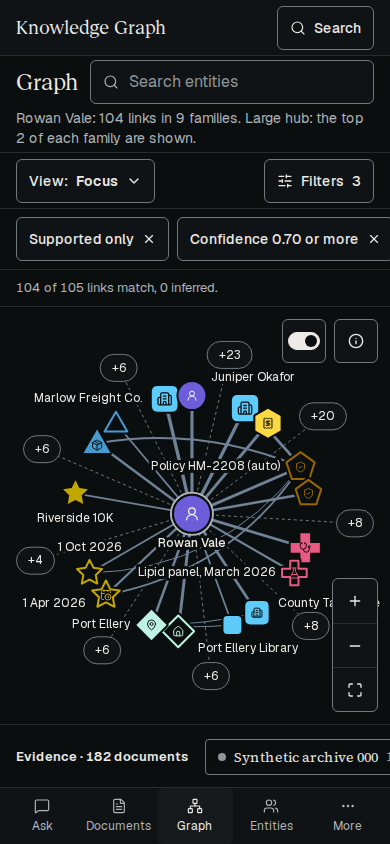 Knowledge Graph
Search
Graph
Search entities
Rowan Vale: 104 links in 9 families. Large hub: the top
2 of each family are shown.
View: Focus
Filters 3
Supported only
Confidence 0.70 or more
104 of 105 links match, 0 inferred.
+23
+6
Juniper Okafor
Marlow Freight Co.
+20
+6
Policy HM-2208 (auto)
Riverside 10K
+8
Rowan Vale
1 Oct 2026
+4
Lipid panel, March 2026
1 Apr 2026
County
Port Ellery
+8
Port Ellery Library
+6
+6
Evidence · 182 documents
Synthetic archive 000
Ask
Documents
Graph
Entities
More